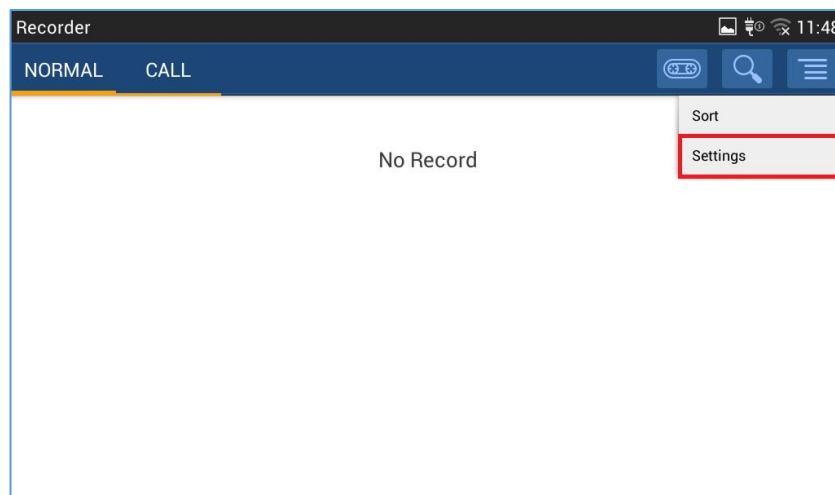 Recorder 11:48
NORMAL CALL
Sort
No Record
Settings